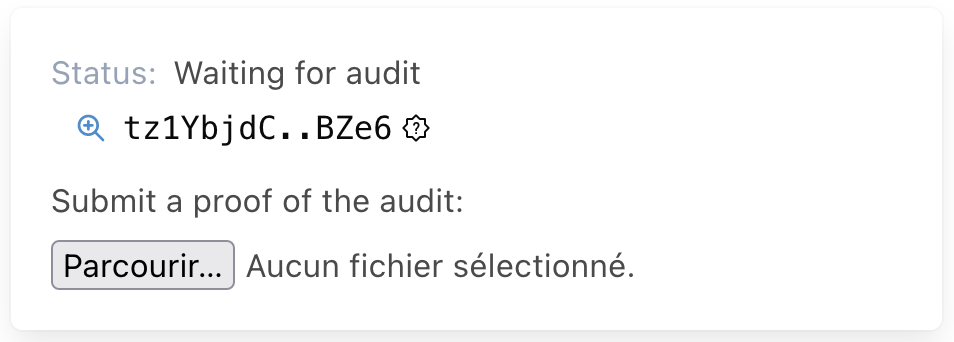 Status: Waiting for audit
tz1YbjdC..BZe6
Submit a proof of the audit:
Parcourir... Aucun fichier sélectionné.